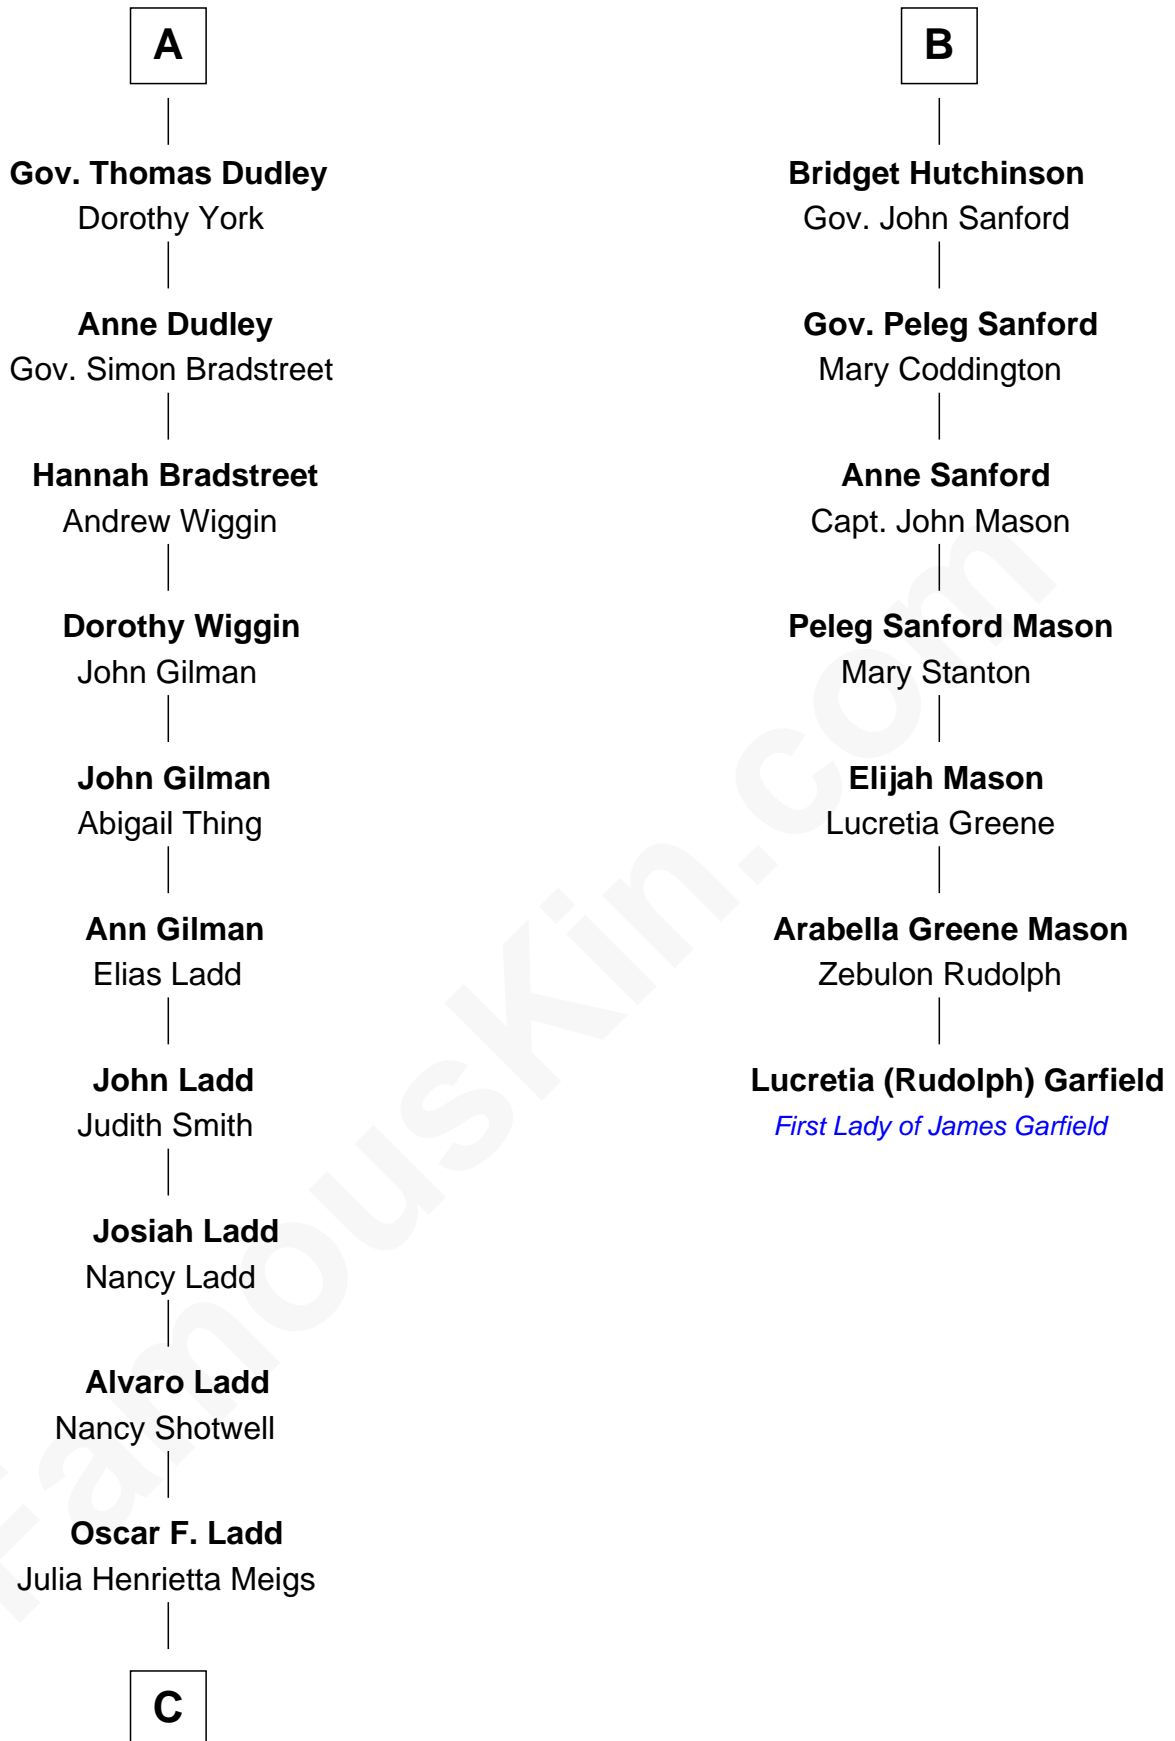 A
Gov. Thomas Dudley
Dorothy York
Anne Dudley
Gov. Simon Bradstreet
Hannah Bradstreet
Andrew Wiggin
Dorothy Wiggin
John Gilman
John Gilman
Abigail Thing
Ann Gilman
Elias Ladd
John Ladd
Judith Smith
Josiah Ladd
Nancy Ladd
Alvaro Ladd
Nancy Shotwell
Oscar F. Ladd
Julia Henrietta Meigs
C
B
Bridget Hutchinson
Gov. John Sanford
Gov. Peleg Sanford
Mary Coddington
Anne Sanford
Capt. John Mason
Peleg Sanford Mason
Mary Stanton
Elijah Mason
Lucretia Greene
Arabella Greene Mason
Zebulon Rudolph
Lucretia (Rudolph) Garfield
First Lady of James Garfield
FamousKin.com